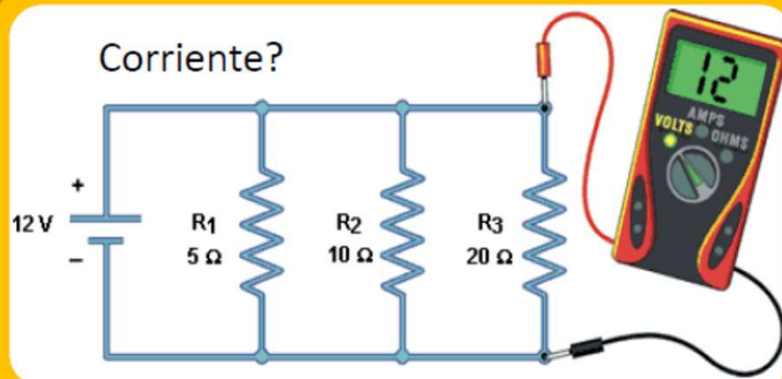 Corriente?
12
AMPS
VOLTS OHMS
+
12 V
–
R1
5 Ω
R2
10 Ω
R3
20 Ω